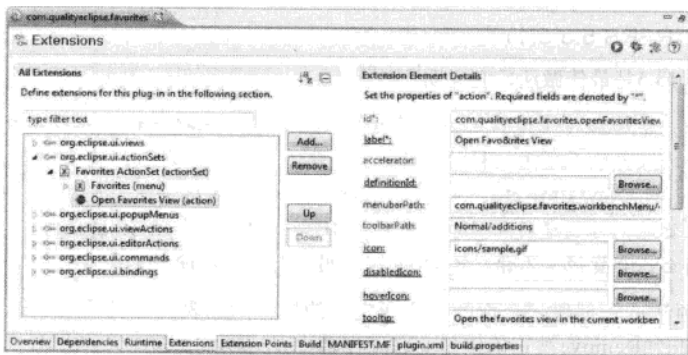 com.qualityeclipse.favorites
Extensions
All Extensions
Define extensions for this plug-in in the following section.
type filter text
org.eclipse.ui.views
org.eclipse.ui.actionSets
Favorites ActionSet (actionSet)
Favorites (menu)
Open Favorites View (action)
org.eclipse.ui.popupMenus
org.eclipse.ui.viewActions
org.eclipse.ui.editorActions
org.eclipse.ui.commands
org.eclipse.ui.bindings
Add...
Remove
Up
Down
Extension Element Details
Set the properties of "action". Required fields are denoted by "*".
id*: com.qualityeclipse.favorites.openFavoritesView
label*: Open Favo&rites View
accelerator:
definitionId: Browse...
menubarPath: com.qualityeclipse.favorites.workbenchMenu/
toolbarPath: Normal/additions
icon: icons/sample.gif Browse...
disabledIcon: Browse...
hoverIcon: Browse...
tooltip: Open the favorites view in the current workben
Overview Dependencies Runtime Extensions Extension Points Build MANIFEST.MF plugin.xml build.properties